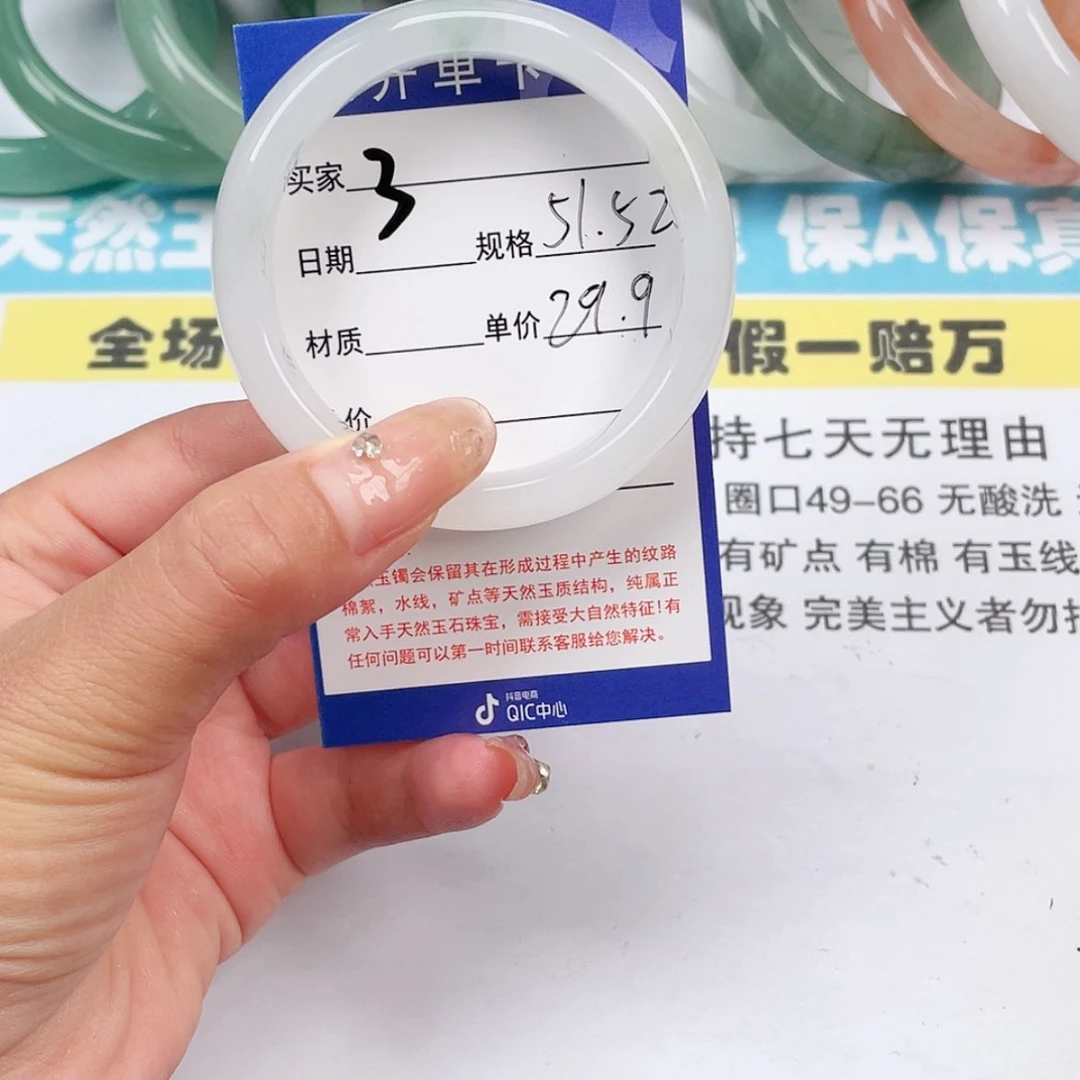 开单卡
买家 3
日期 规格 51.52
材质 单价 29.9
价
玉镯会保留其在形成过程中产生的纹路
棉絮，水线，矿点等天然玉质结构，纯属正
常入手天然玉石珠宝，需接受大自然特征!有
任何问题可以第一时间联系客服给您解决。
抖音电商
QIC中心
天然玉
保A保真
全场
假一赔万
持七天无理由
圈口49-66 无酸洗
有矿点 有棉 有玉线
现象 完美主义者勿拍